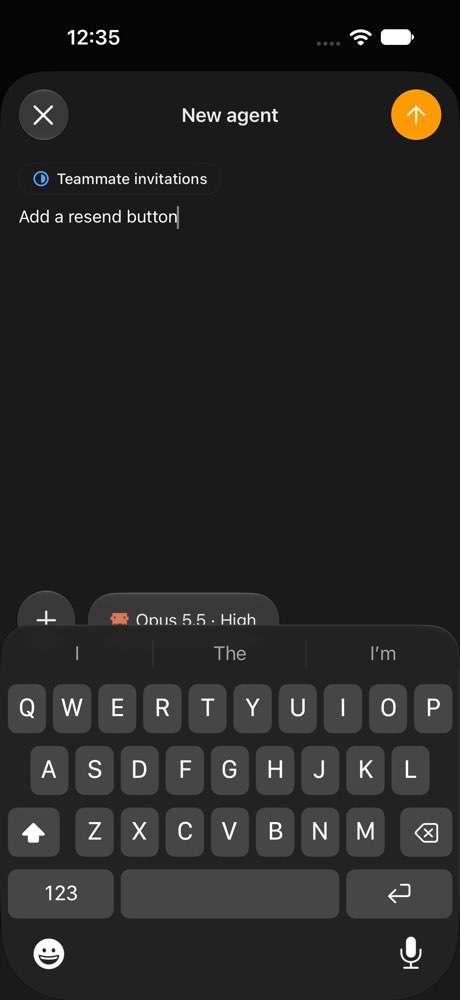 12:35
New agent
Teammate invitations
Add a resend button
Opus 5.5 · High
I The I'm
Q W E R T Y U I O P
A S D F G H J K L
Z X C V B N M
123